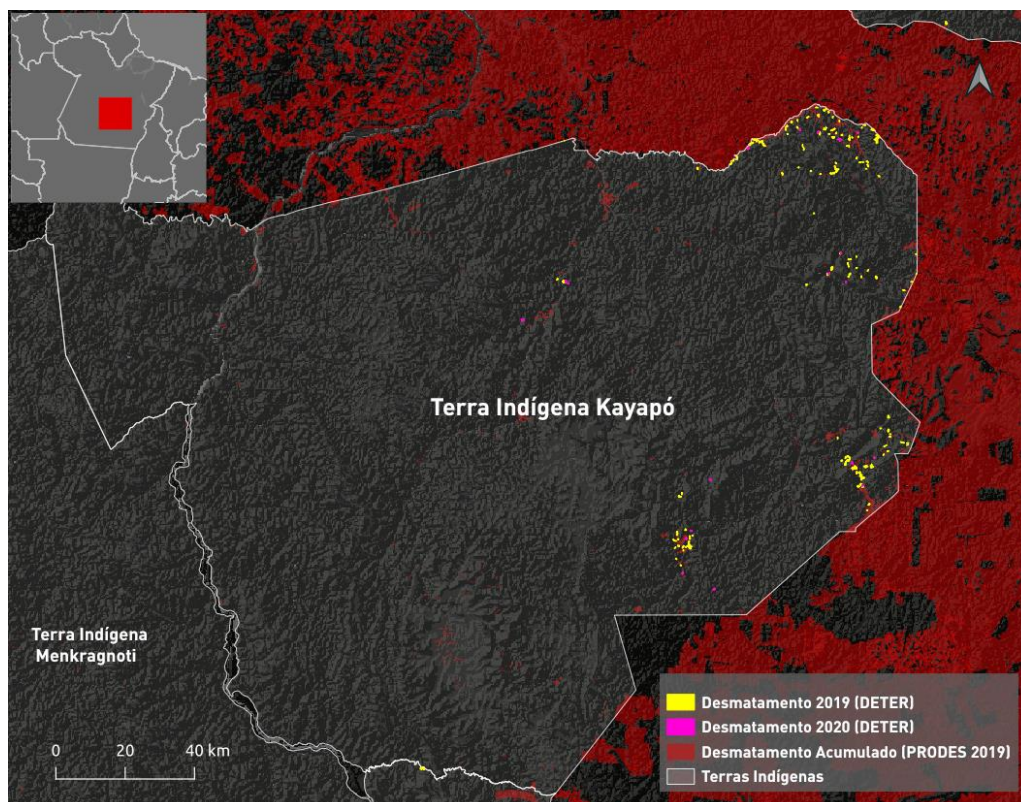 Terra Indígena Kayapó
Terra Indígena
Menkragnoti
0 20 40 km
Desmatamento 2019 (DETER)
Desmatamento 2020 (DETER)
Desmatamento Acumulado (PRODES 2019)
Terras Indígenas